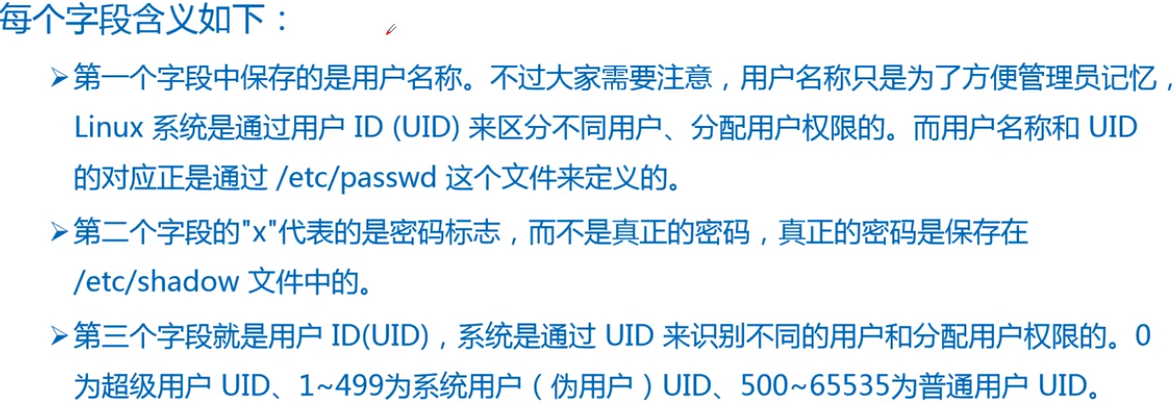 每个字段含义如下：
➢第一个字段中保存的是用户名称。不过大家需要注意，用户名称只是为了方便管理员记忆，
Linux 系统是通过用户 ID (UID) 来区分不同用户、分配用户权限的。而用户名称和 UID
的对应正是通过 /etc/passwd 这个文件来定义的。
➢第二个字段的"x"代表的是密码标志，而不是真正的密码，真正的密码是保存在
/etc/shadow 文件中的。
➢第三个字段就是用户 ID(UID)，系统是通过 UID 来识别不同的用户和分配用户权限的。0
为超级用户 UID、1~499为系统用户（伪用户）UID、500~65535为普通用户 UID。